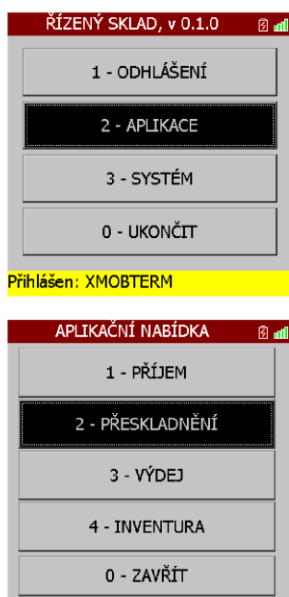 ŘÍZENÝ SKLAD, v 0.1.0
1 - ODHLÁŠENÍ
2 - APLIKACE
3 - SYSTÉM
0 - UKONČIT
Přihlášen: XMOBTERM
APLIKAČNÍ NABÍDKA
1 - PŘÍJEM
2 - PŘESKLADNĚNÍ
3 - VÝDEJ
4 - INVENTURA
0 - ZAVŘÍT